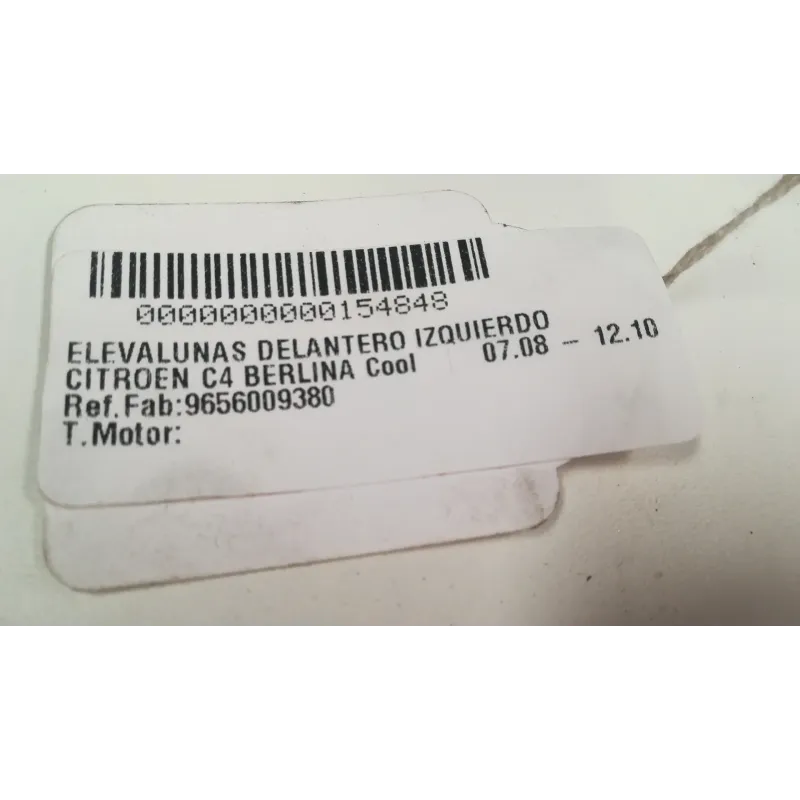 0000000000154848
ELEVALUNAS DELANTERO IZQUIERDO
CITROEN C4 BERLINA Cool 07.08 - 12.10
Ref.Fab:9656009380
T.Motor: